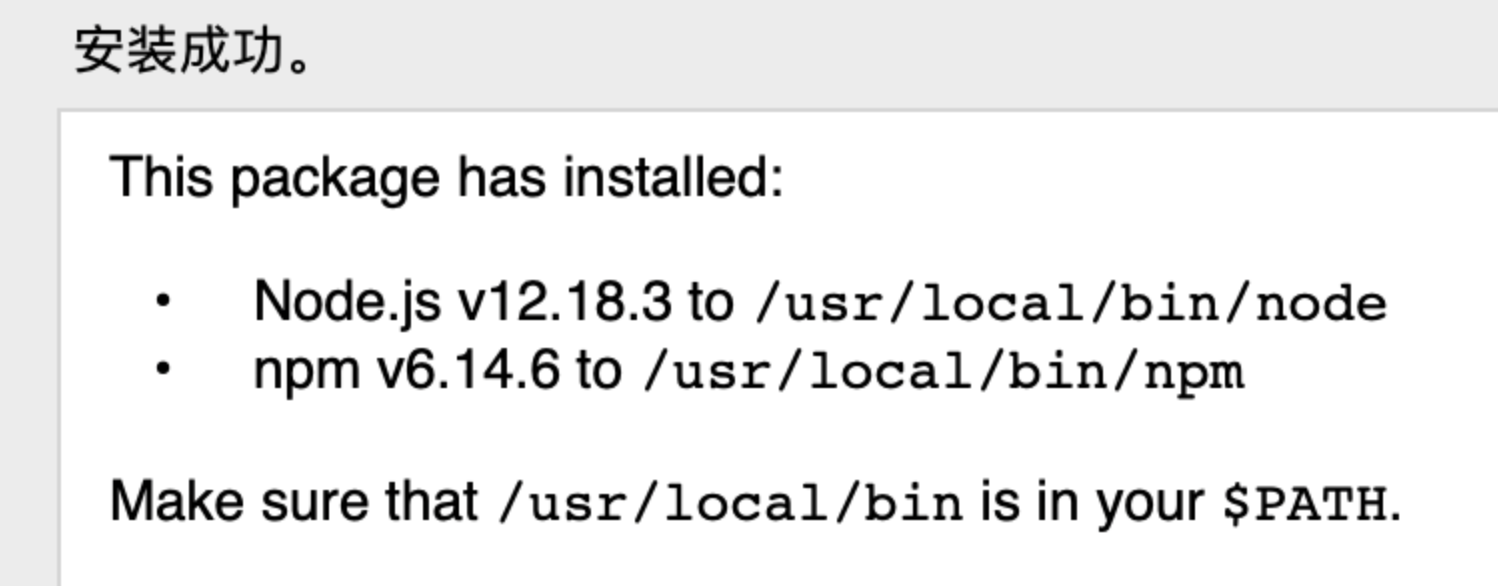 安装成功。
This package has installed:
• Node.js v12.18.3 to /usr/local/bin/node
• npm v6.14.6 to /usr/local/bin/npm
Make sure that /usr/local/bin is in your $PATH.